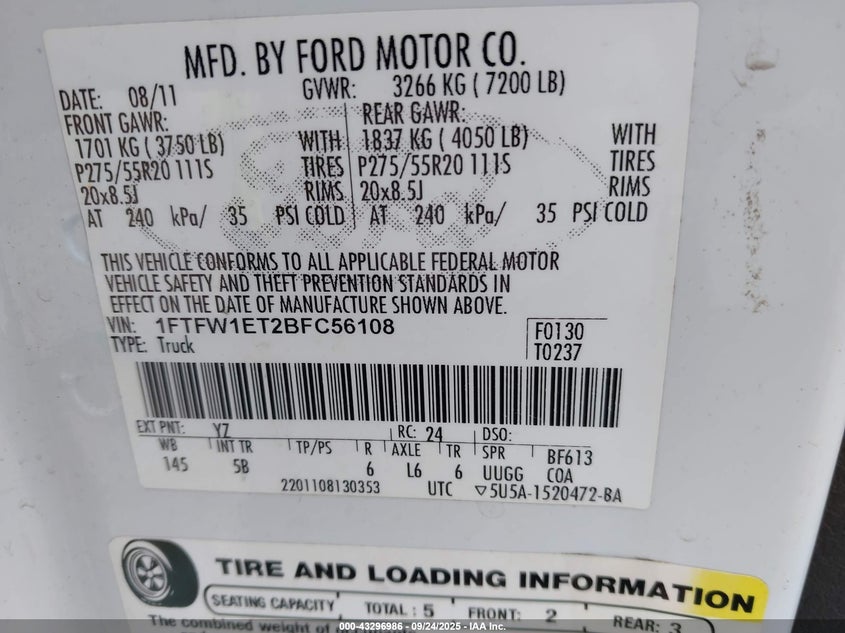 MFD. BY FORD MOTOR CO.
DATE: 08/11 GVWR: 3266 KG ( 7200 LB)
FRONT GAWR: REAR GAWR:
1701 KG ( 3750 LB) WITH 1837 KG ( 4050 LB) WITH
P275/55R20 111S TIRES P275/55R20 111S TIRES
20x8.5J RIMS 20x8.5J RIMS
AT 240 kPa/ 35 PSI COLD AT 240 kPa/ 35 PSI COLD
THIS VEHICLE CONFORMS TO ALL APPLICABLE FEDERAL MOTOR
VEHICLE SAFETY AND THEFT PREVENTION STANDARDS IN
EFFECT ON THE DATE OF MANUFACTURE SHOWN ABOVE.
VIN: 1FTFW1ET2BFC56108 F0130
TYPE: Truck T0237
EXT PNT: YZ RC: 24 DSO:
WB INT TR TP/PS R AXLE TR SPR BF613
145 5B 6 L6 6 UUGG COA
2201108130353 UTC ▽5U5A-1520472-BA
TIRE AND LOADING INFORMATION
SEATING CAPACITY TOTAL : 5 FRONT: 2 REAR: 3
The combined weight of
000-43296986 - 09/24/2025 - IAA Inc.